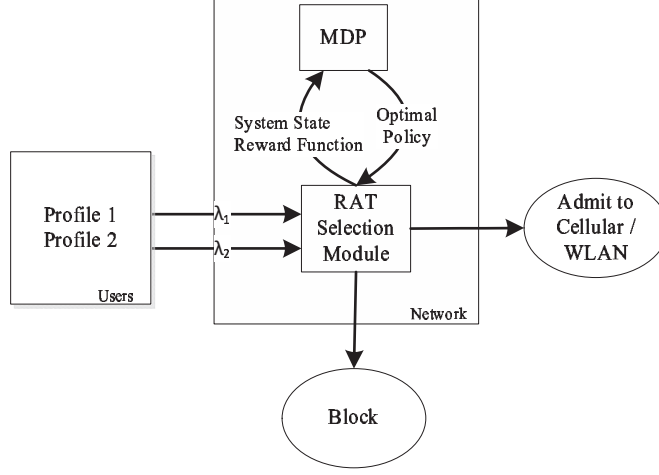 MDP
System State
Reward Function
Optimal
Policy
Profile 1
Profile 2
Users
λ1
λ2
RAT
Selection
Module
Admit to
Cellular /
WLAN
Network
Block